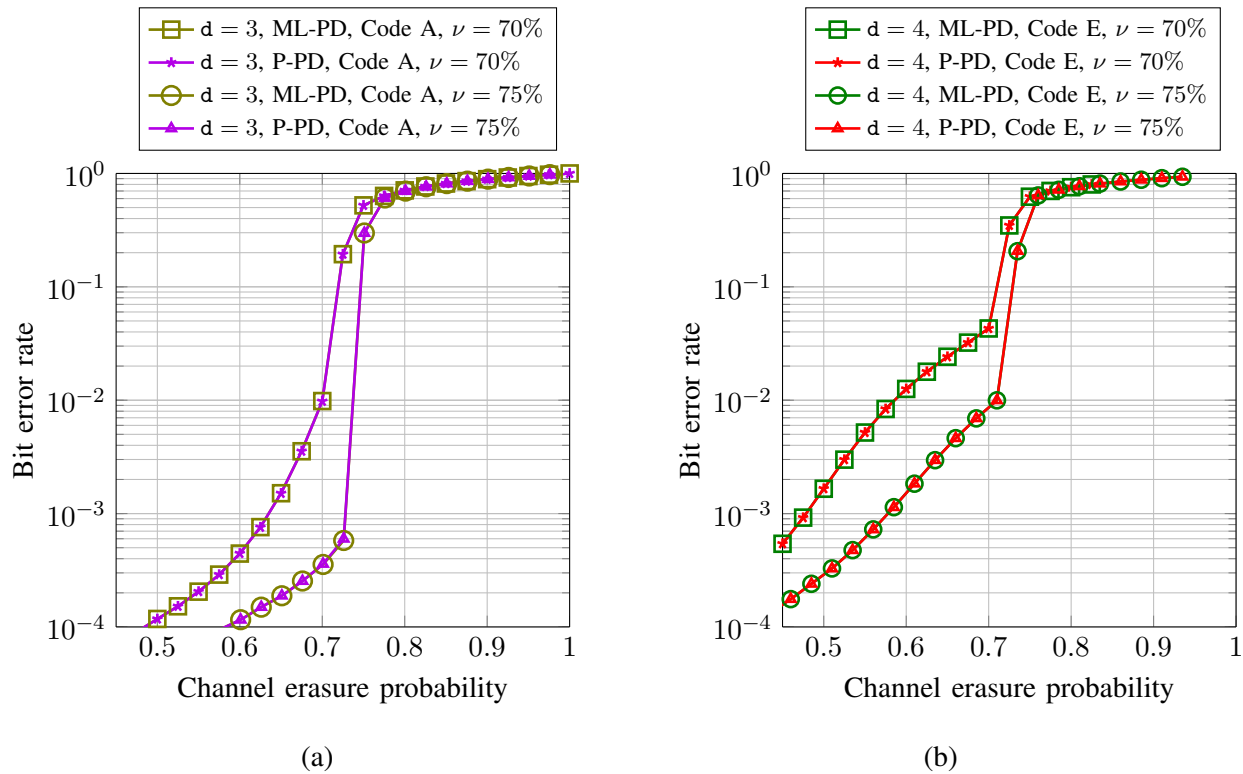 d = 3, ML-PD, Code A, ν = 70%
d = 3, P-PD, Code A, ν = 70%
d = 3, ML-PD, Code A, ν = 75%
d = 3, P-PD, Code A, ν = 75%
10^0
10^−1
10^−2
10^−3
10^−4
Bit error rate
0.5 0.6 0.7 0.8 0.9 1
Channel erasure probability
(a)
d = 4, ML-PD, Code E, ν = 70%
d = 4, P-PD, Code E, ν = 70%
d = 4, ML-PD, Code E, ν = 75%
d = 4, P-PD, Code E, ν = 75%
10^0
10^−1
10^−2
10^−3
10^−4
Bit error rate
0.5 0.6 0.7 0.8 0.9 1
Channel erasure probability
(b)